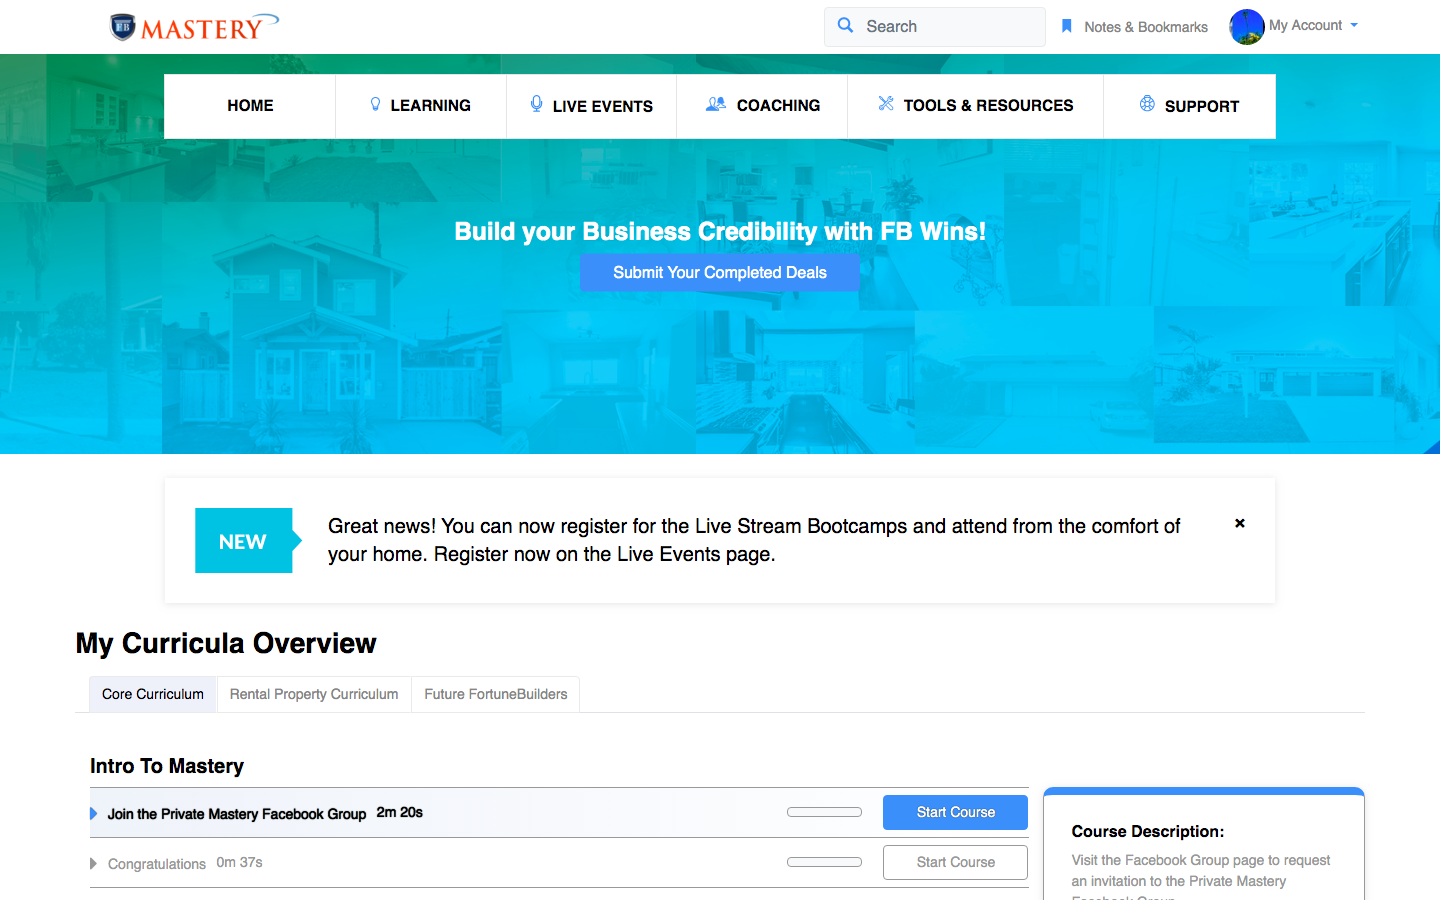 FB MASTERY
Search
Notes & Bookmarks
My Account
HOME
LEARNING
LIVE EVENTS
COACHING
TOOLS & RESOURCES
SUPPORT
Build your Business Credibility with FB Wins!
Submit Your Completed Deals
NEW
Great news! You can now register for the Live Stream Bootcamps and attend from the comfort of
your home. Register now on the Live Events page.
×
My Curricula Overview
Core Curriculum
Rental Property Curriculum
Future FortuneBuilders
Intro To Mastery
Join the Private Mastery Facebook Group 2m 20s
Start Course
Congratulations 0m 37s
Start Course
Course Description:
Visit the Facebook Group page to request
an invitation to the Private Mastery
Facebook Group